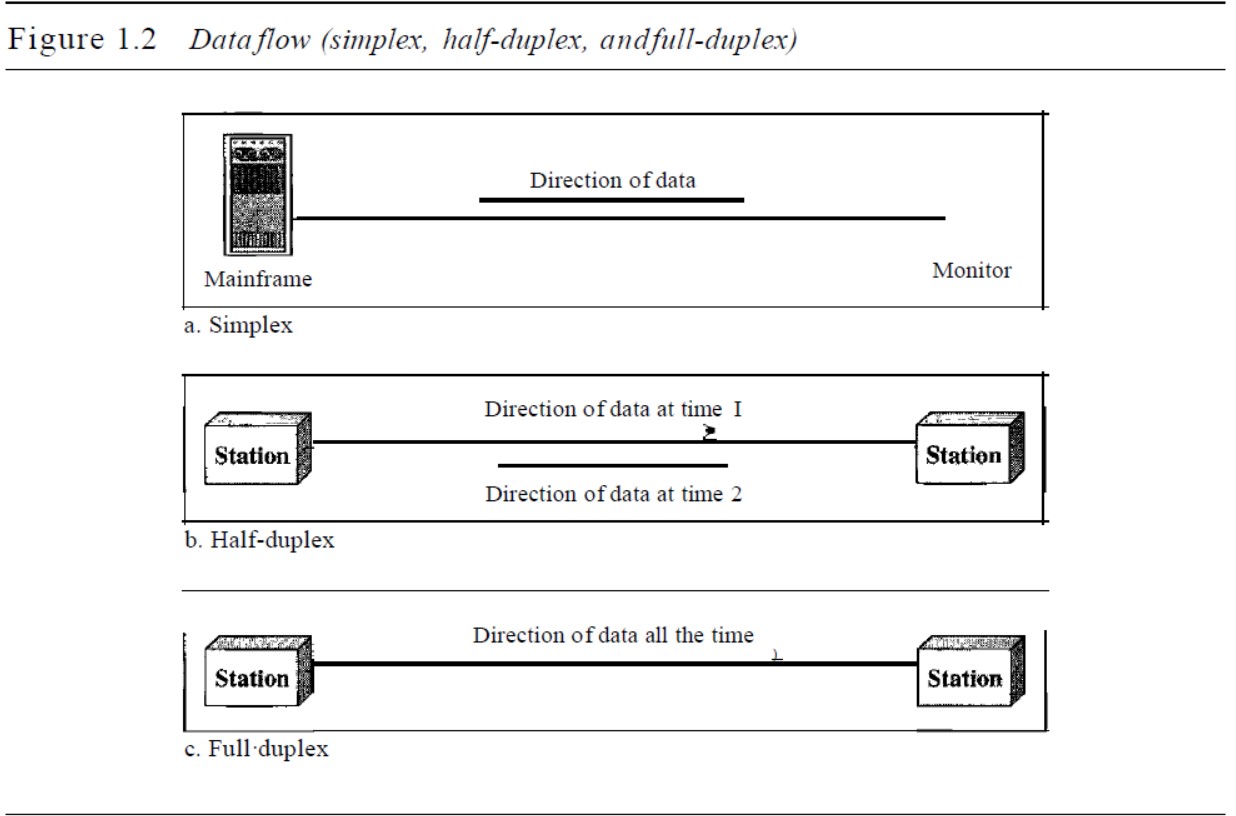 Figure 1.2 Dataflow (simplex, half-duplex, andfull-duplex)
Direction of data
Mainframe
Monitor
a. Simplex
Direction of data at time I
Station
Station
Direction of data at time 2
b. Half-duplex
Direction of data all the time
Station
Station
c. Full·duplex